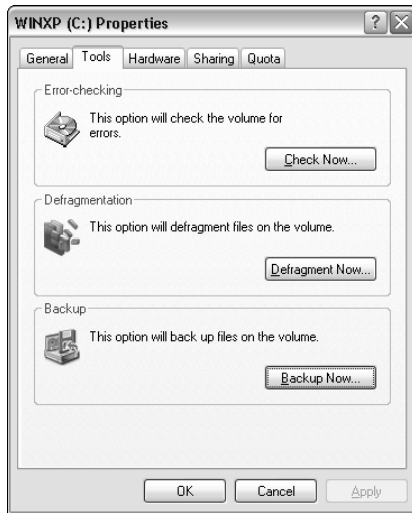 WINXP (C:) Properties
General Tools Hardware Sharing Quota
Error-checking
This option will check the volume for
errors.
Check Now...
Defragmentation
This option will defragment files on the volume.
Defragment Now...
Backup
This option will back up files on the volume.
Backup Now...
OK Cancel Apply